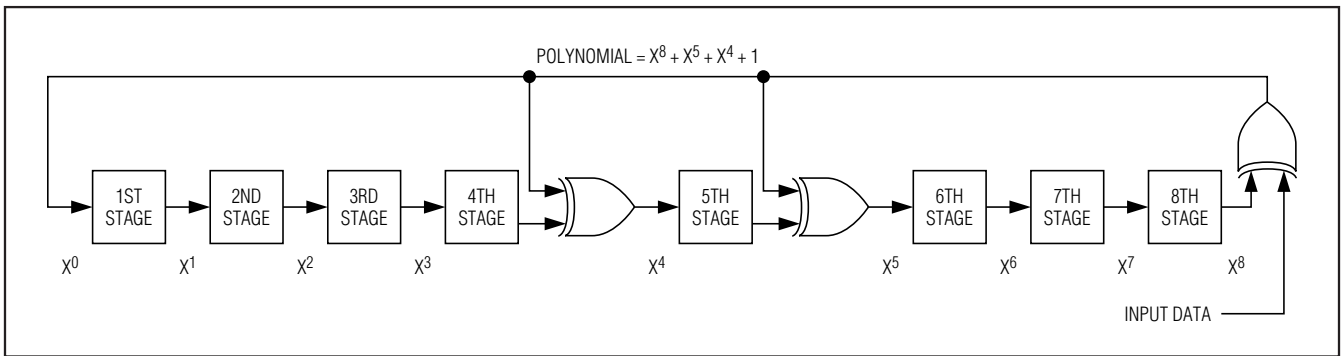 POLYNOMIAL = X⁸ + X⁵ + X⁴ + 1
1ST
STAGE
2ND
STAGE
3RD
STAGE
4TH
STAGE
5TH
STAGE
6TH
STAGE
7TH
STAGE
8TH
STAGE
X⁰
X¹
X²
X³
X⁴
X⁵
X⁶
X⁷
X⁸
INPUT DATA